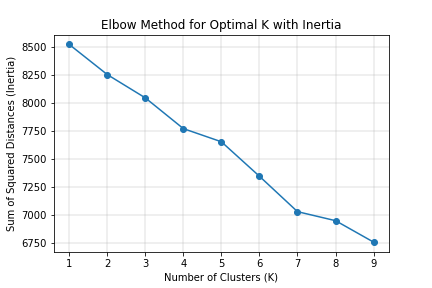 Elbow Method for Optimal K with Inertia
Sum of Squared Distances (Inertia)
8500
8250
8000
7750
7500
7250
7000
6750
1 2 3 4 5 6 7 8 9
Number of Clusters (K)